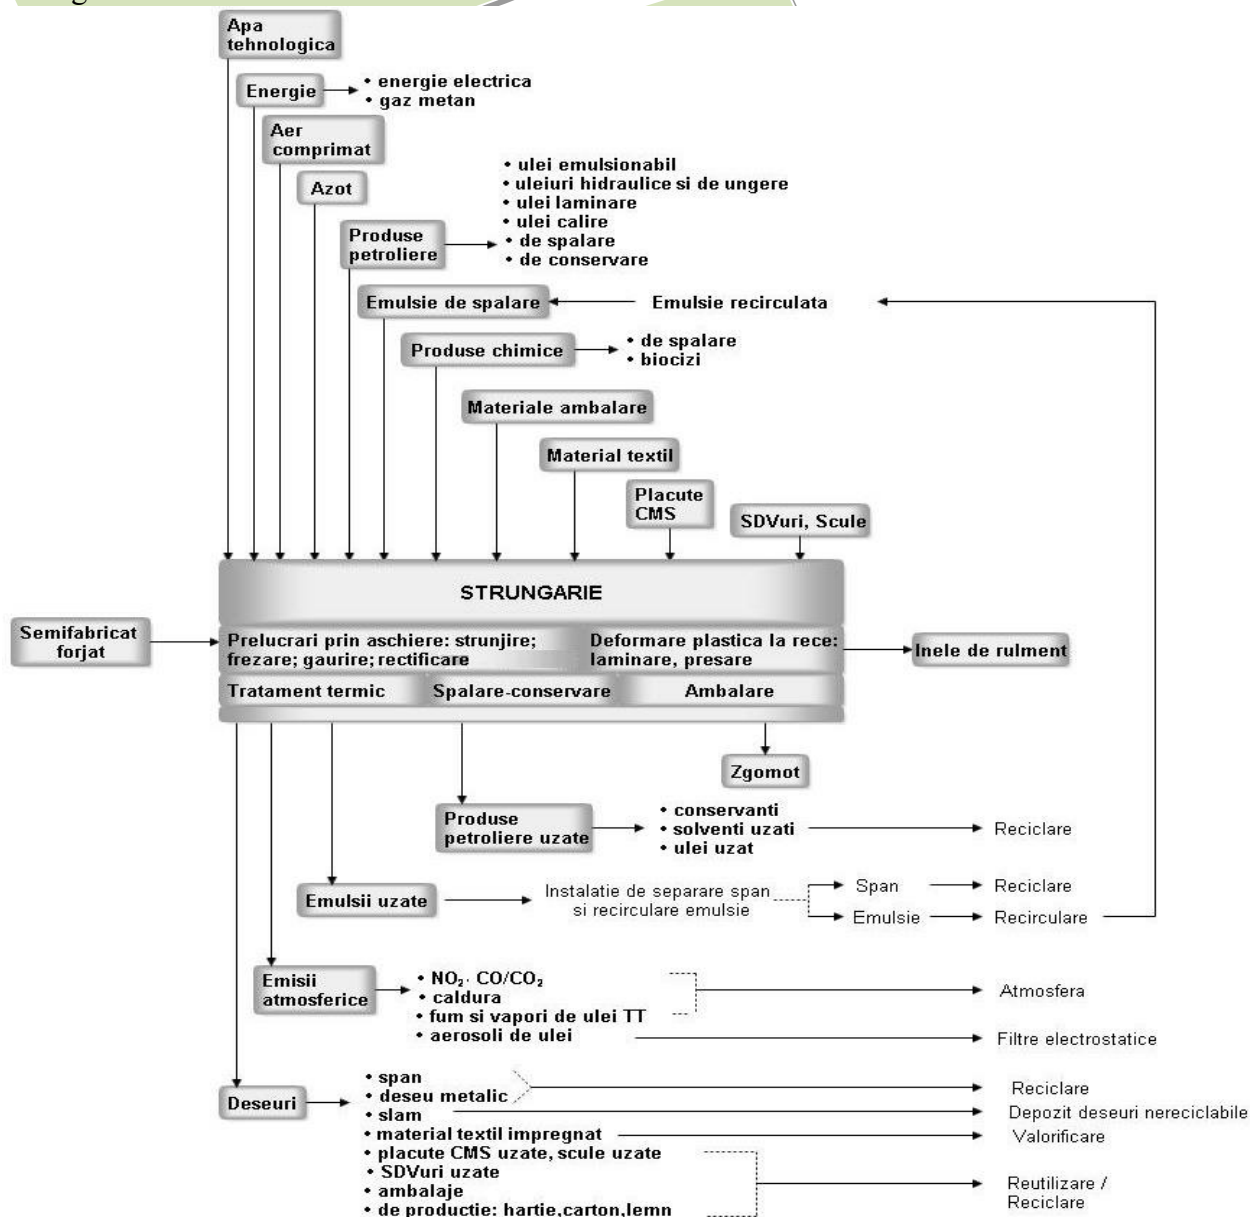 Apa
tehnologica
Energie
• energie electrica
• gaz metan
Aer
comprimat
Azot
• ulei emulsionabil
• uleiuri hidraulice si de ungere
• ulei laminare
• ulei calire
• de spalare
• de conservare
Produse
petroliere
Emulsie de spalare
Emulsie recirculata
Produse chimice
• de spalare
• biocizi
Materiale ambalare
Material textil
Placute
CMS
SDVuri, Scule
STRUNGARIE
Semifabricat
forjat
Prelucrari prin aschiere: strunjire;
frezare; gaurire; rectificare
Deformare plastica la rece:
laminare, presare
Inele de rulment
Tratament termic
Spalare-conservare
Ambalare
Zgomot
Produse
petroliere uzate
• conservanti
• solventi uzati
• ulei uzat
Reciclare
Emulsii uzate
Instalatie de separare span
si recirculare emulsie
Span
Reciclare
Emulsie
Recirculare
Emisii
atmosferice
• NO₂· CO/CO₂
• caldura
• fum si vapori de ulei TT
• aerosoli de ulei
Atmosfera
Filtre electrostatice
Deseuri
• span
• deseu metalic
• slam
• material textil impregnat
• placute CMS uzate, scule uzate
• SDVuri uzate
• ambalaje
• de productie: hartie,carton,lemn
Reciclare
Depozit deseuri nereciclabile
Valorificare
Reutilizare /
Reciclare